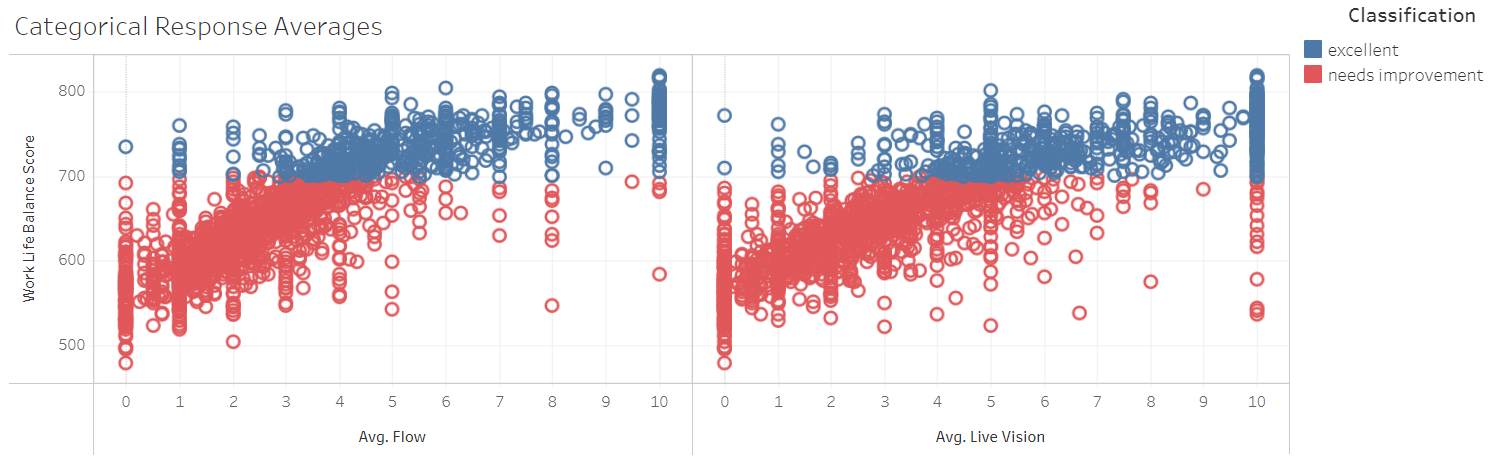 Categorical Response Averages
Classification
excellent
needs improvement
Work Life Balance Score
800
700
600
500
0 1 2 3 4 5 6 7 8 9 10
0 1 2 3 4 5 6 7 8 9 10
Avg. Flow
Avg. Live Vision